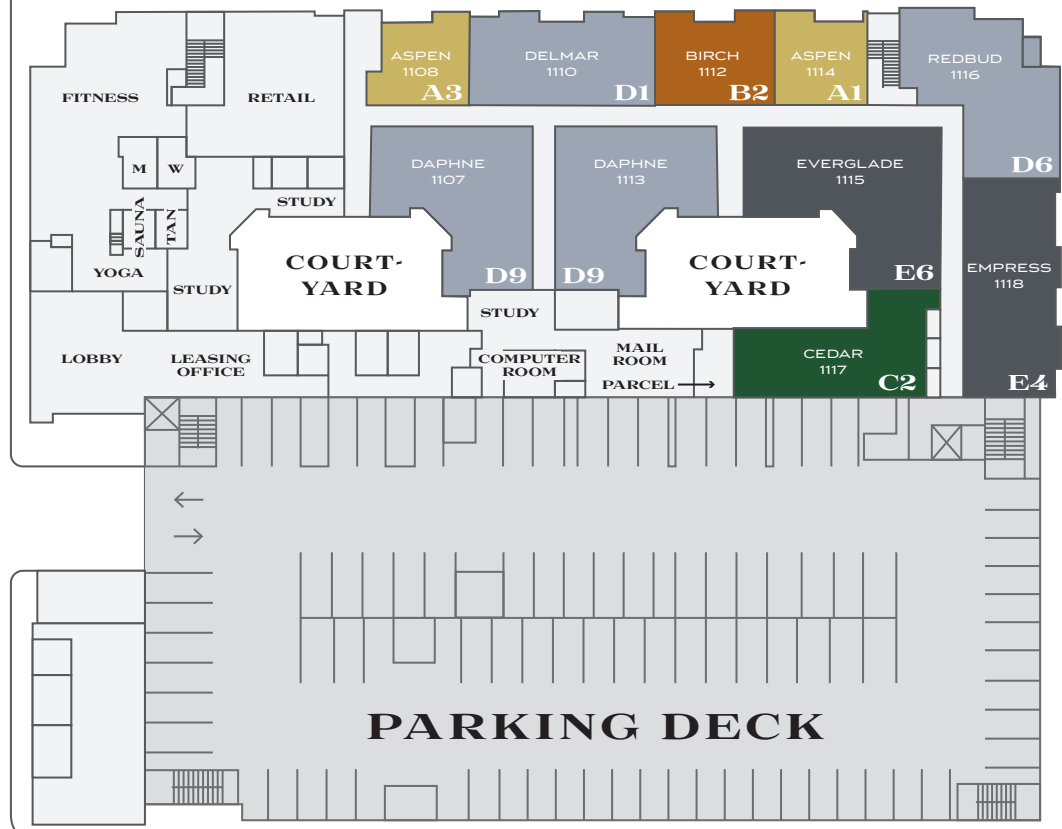 FITNESS
RETAIL
ASPEN
1108
A3
DELMAR
1110
D1
BIRCH
1112
B2
ASPEN
1114
A1
REDBUD
1116
D6
M
W
STUDY
DAPHNE
1107
D9
DAPHNE
1113
D9
EVERGLADE
1115
E6
SAUNA
TAN
YOGA
STUDY
COURT-
YARD
COURT-
YARD
EMPRESS
1118
E4
STUDY
LOBBY
LEASING
OFFICE
COMPUTER
ROOM
MAIL
ROOM
PARCEL
CEDAR
1117
C2
PARKING DECK